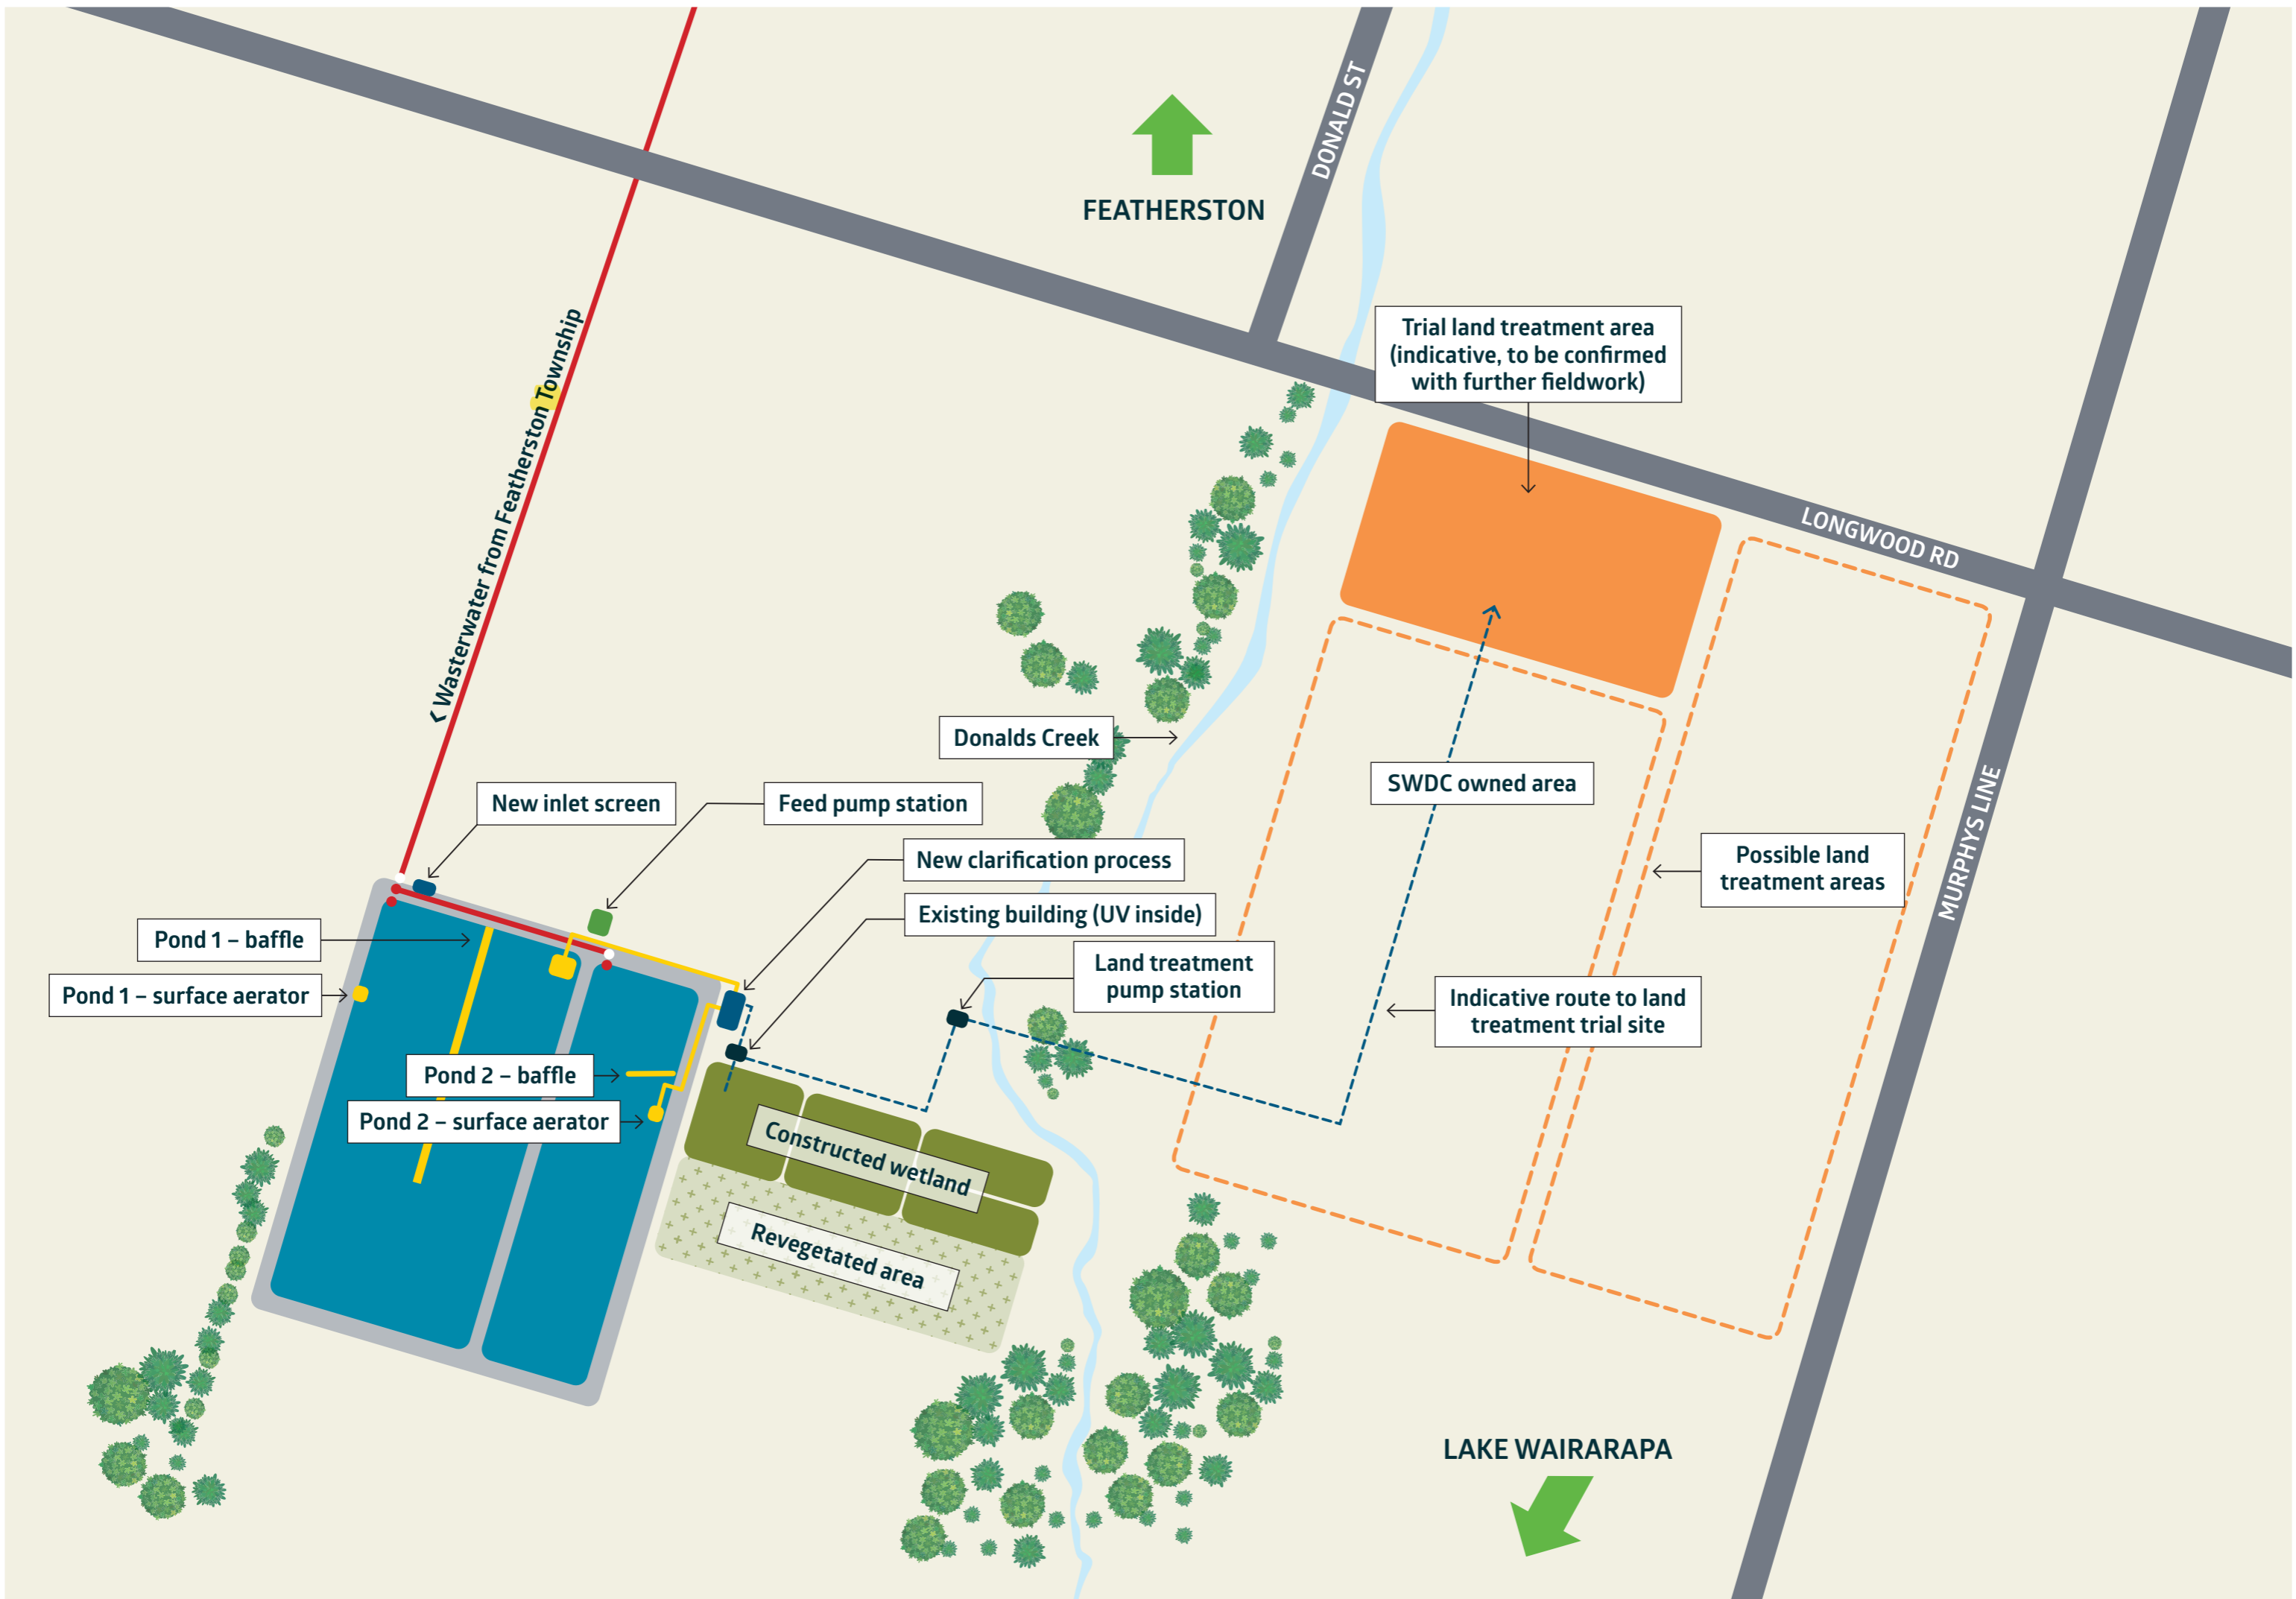 DONALD ST
FEATHERSTON
Trial land treatment area
(indicative, to be confirmed
with further fieldwork)
< Wasterwater from Featherston Township
LONGWOOD RD
Donalds Creek
SWDC owned area
New inlet screen
Feed pump station
MURPHYS LINE
New clarification process
Possible land
treatment areas
Existing building (UV inside)
Pond 1 – baffle
Land treatment
pump station
Pond 1 – surface aerator
Indicative route to land
treatment trial site
Pond 2 – baffle
Pond 2 – surface aerator
Constructed wetland
Revegetated area
LAKE WAIRARAPA